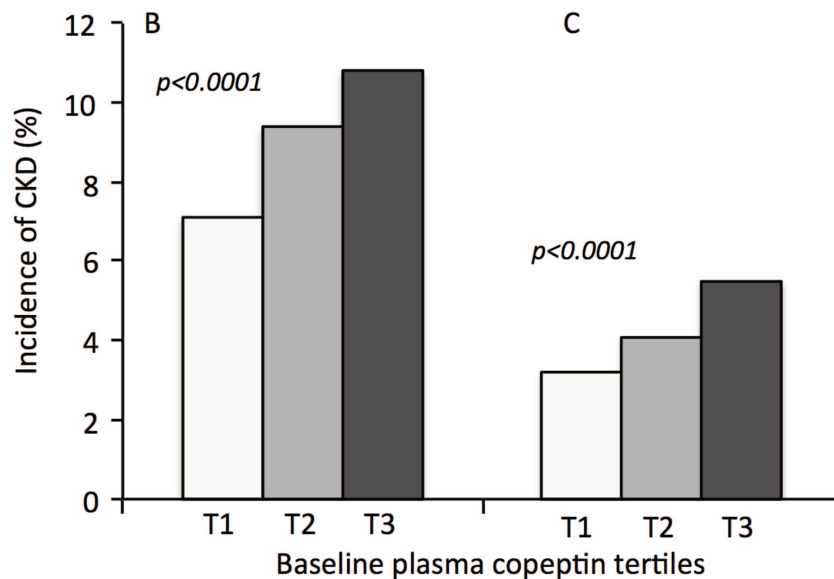 B
C
p<0.0001
p<0.0001
Incidence of CKD (%)
12
10
8
6
4
2
0
T1 T2 T3 T1 T2 T3
Baseline plasma copeptin tertiles